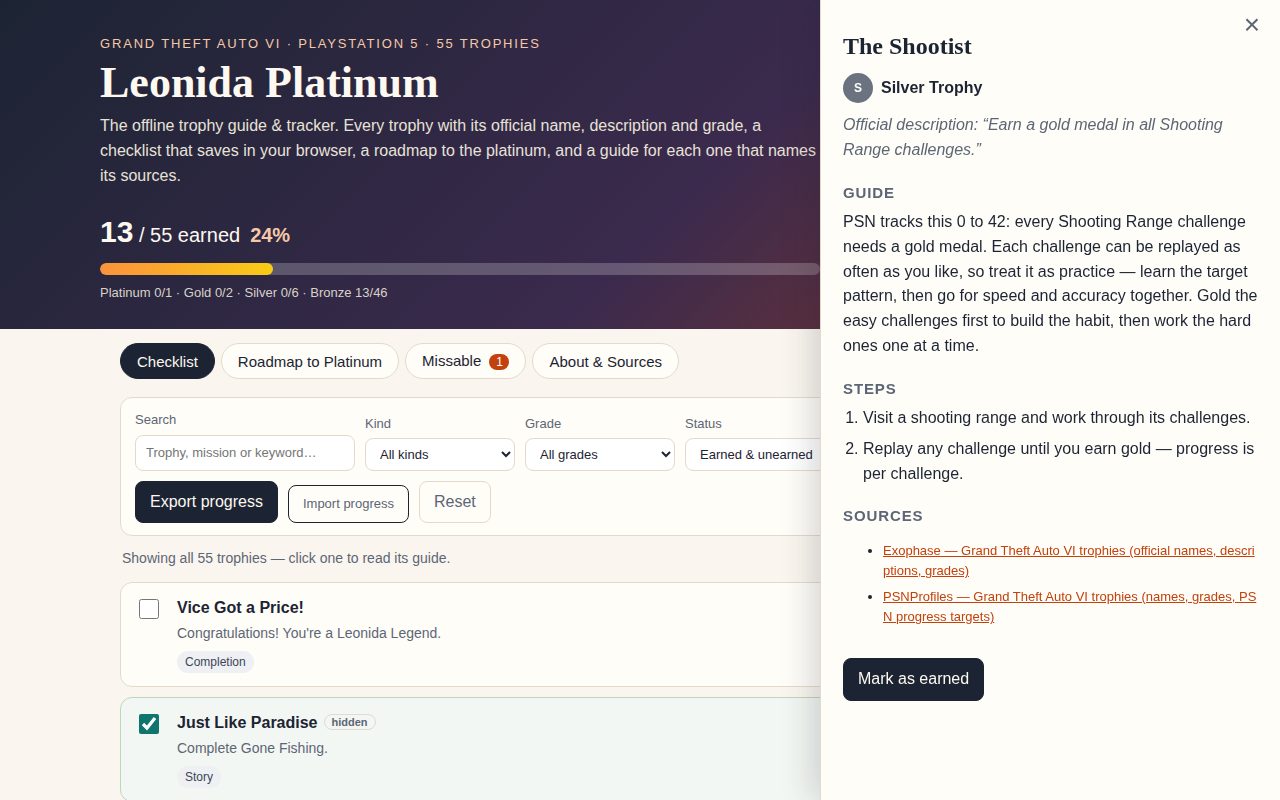 GRAND THEFT AUTO VI · PLAYSTATION 5 · 55 TROPHIES
Leonida Platinum
The offline trophy guide & tracker. Every trophy with its official name, description and grade, a
checklist that saves in your browser, a roadmap to the platinum, and a guide for each one that names
its sources.
13 / 55 earned 24%
Platinum 0/1 · Gold 0/2 · Silver 0/6 · Bronze 13/46
Checklist
Roadmap to Platinum
Missable 1
About & Sources
Search
Kind
Grade
Status
Trophy, mission or keyword…
All kinds
All grades
Earned & unearned
Export progress
Import progress
Reset
Showing all 55 trophies — click one to read its guide.
Vice Got a Price!
Congratulations! You're a Leonida Legend.
Completion
Just Like Paradise hidden
Complete Gone Fishing.
Story
✕
The Shootist
S Silver Trophy
Official description: “Earn a gold medal in all Shooting
Range challenges.”
GUIDE
PSN tracks this 0 to 42: every Shooting Range challenge
needs a gold medal. Each challenge can be replayed as
often as you like, so treat it as practice — learn the target
pattern, then go for speed and accuracy together. Gold the
easy challenges first to build the habit, then work the hard
ones one at a time.
STEPS
1. Visit a shooting range and work through its challenges.
2. Replay any challenge until you earn gold — progress is
per challenge.
SOURCES
• Exophase — Grand Theft Auto VI trophies (official names, descri
ptions, grades)
• PSNProfiles — Grand Theft Auto VI trophies (names, grades, PS
N progress targets)
Mark as earned